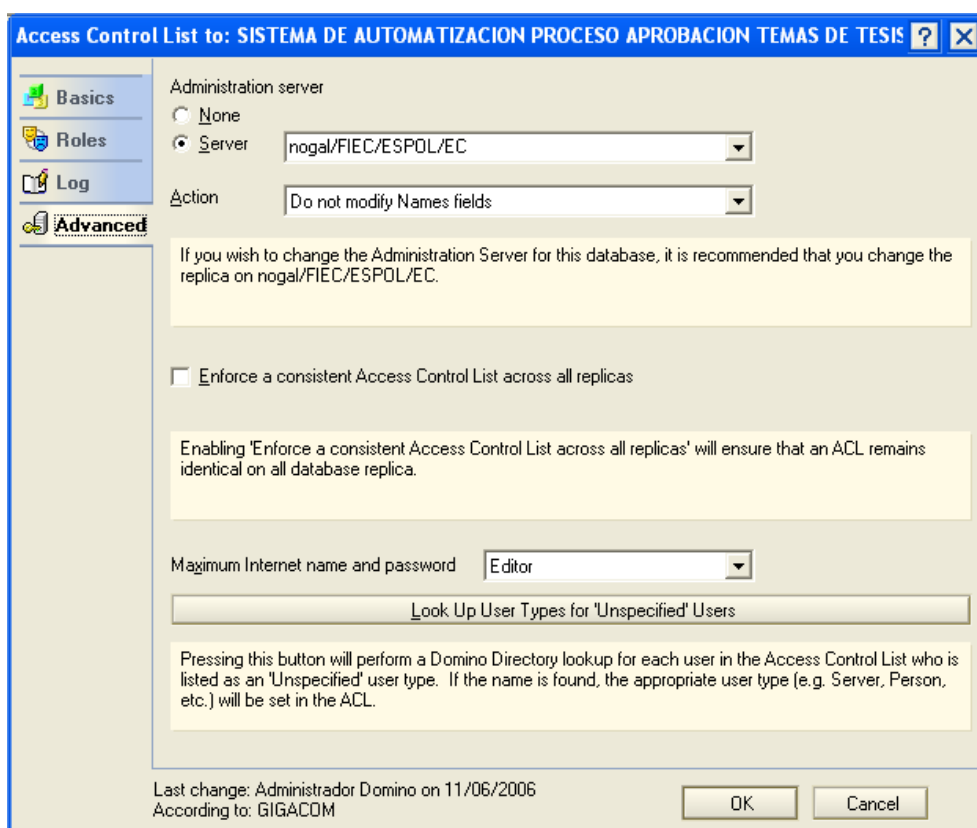 Access Control List to: SISTEMA DE AUTOMATIZACION PROCESO APROBACION TEMAS DE TESIS
Basics
Roles
Log
Advanced
Administration server
None
Server
nogal/FIEC/ESPOL/EC
Action
Do not modify Names fields
If you wish to change the Administration Server for this database, it is recommended that you change the
replica on nogal/FIEC/ESPOL/EC.
Enforce a consistent Access Control List across all replicas
Enabling 'Enforce a consistent Access Control List across all replicas' will ensure that an ACL remains
identical on all database replica.
Maximum Internet name and password
Editor
Look Up User Types for 'Unspecified' Users
Pressing this button will perform a Domino Directory lookup for each user in the Access Control List who is
listed as an 'Unspecified' user type. If the name is found, the appropriate user type (e.g. Server, Person,
etc.) will be set in the ACL.
Last change: Administrador Domino on 11/06/2006
According to: GIGACOM
OK
Cancel